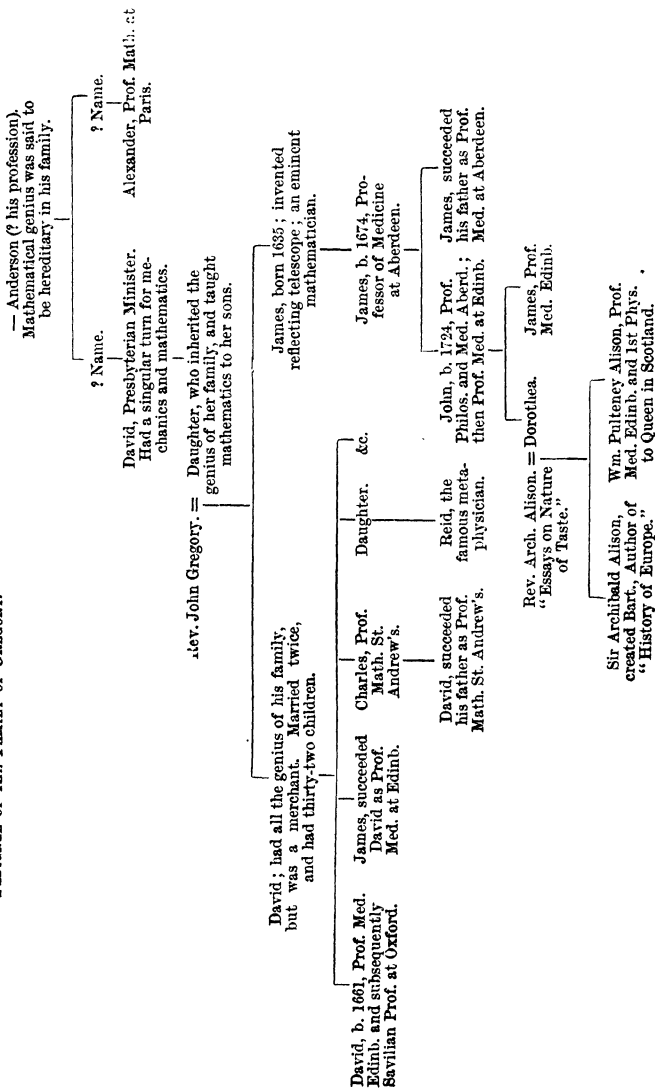 — Anderson (? his profession).
Mathematical genius was said to
be hereditary in his family.
? Name.
? Name.
David, Presbyterian Minister.
Had a singular turn for me-
chanics and mathematics.
Alexander, Prof. Math. at
Paris.
Rev. John Gregory. = Daughter, who inherited the
genius of her family, and taught
mathematics to her sons.
David; had all the genius of his family,
but was a merchant. Married twice,
and had thirty-two children.
James, born 1635; invented
reflecting telescope; an eminent
mathematician.
David, b. 1661, Prof. Med.
Edinb. and subsequently
Savilian Prof. at Oxford.
James, succeeded
David as Prof.
Med. at Edinb.
Charles, Prof.
Math. St.
Andrew's.
Daughter.
&c.
James, b. 1674, Pro-
fessor of Medicine
at Aberdeen.
David, succeeded
his father as Prof.
Math. St. Andrew's.
Reid, the
famous meta-
physician.
John, b. 1724, Prof.
Philos. and Med. Aberd.;
then Prof. Med. at Edinb.
James, succeeded
his father as Prof.
Med. at Aberdeen.
Rev. Arch. Alison. = Dorothea.
"Essays on Nature
of Taste."
James, Prof.
Med. Edinb.
Sir Archibald Alison,
created Bart., Author of
"History of Europe."
Wm. Pulteney Alison, Prof.
Med. Edinb. and 1st Phys.
to Queen in Scotland.